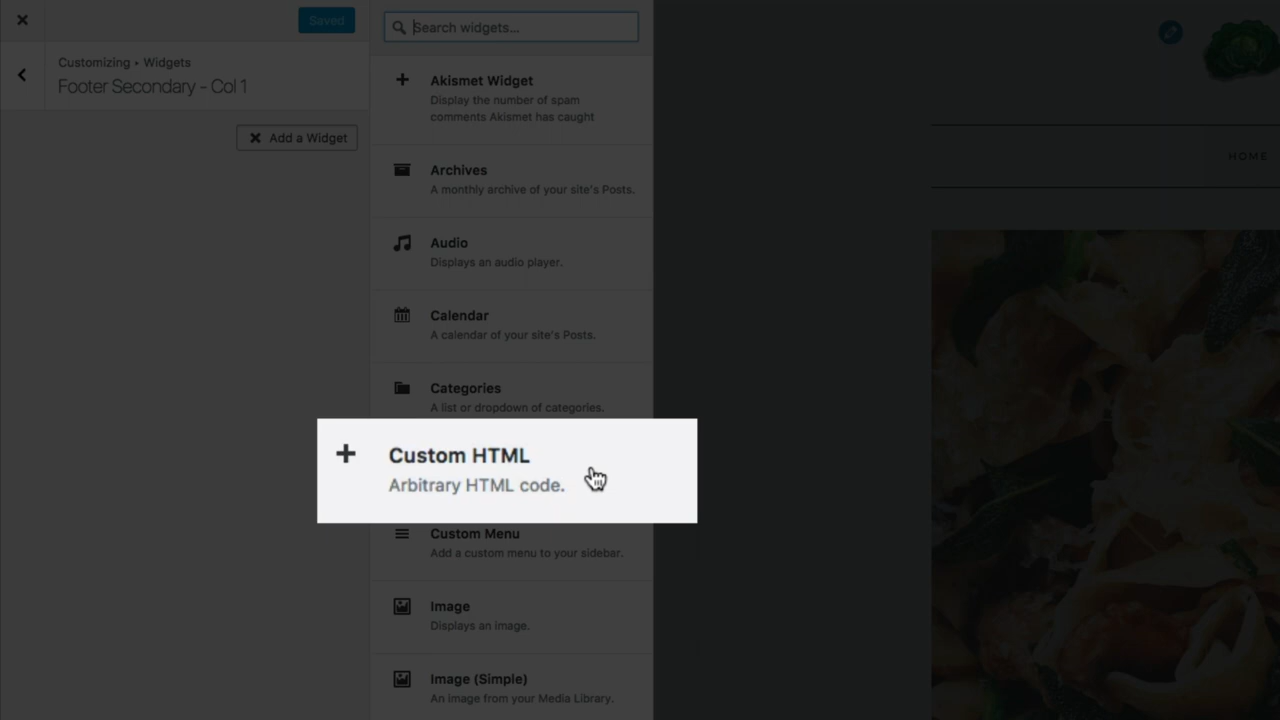 Saved
Customizing ▸ Widgets
Footer Secondary - Col 1
Add a Widget
Search widgets...
Akismet Widget
Display the number of spam
comments Akismet has caught
Archives
A monthly archive of your site's Posts.
Audio
Displays an audio player.
Calendar
A calendar of your site's Posts.
Categories
A list or dropdown of categories.
Custom HTML
Arbitrary HTML code.
Custom Menu
Add a custom menu to your sidebar.
Image
Displays an image.
Image (Simple)
An image from your Media Library.
HOME